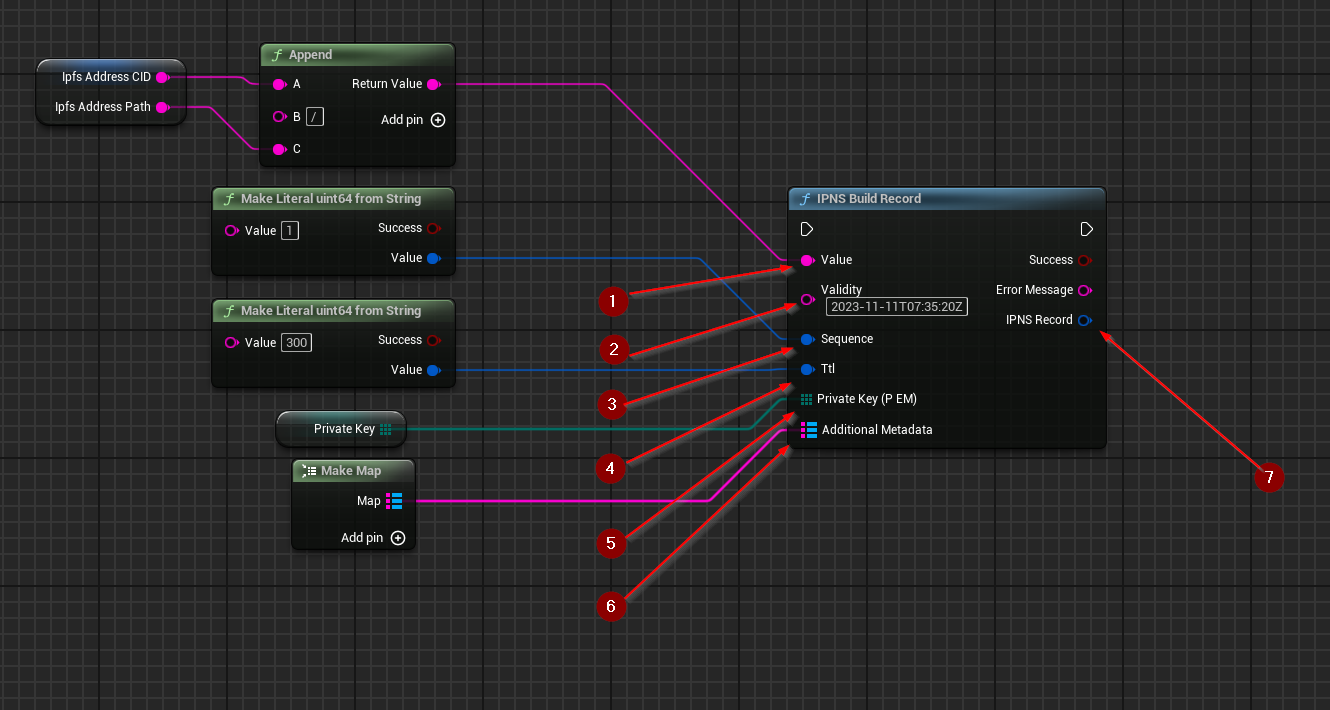 Ipfs Address CID
Ipfs Address Path
f Append
A
Return Value
B /
Add pin
C
f Make Literal uint64 from String
Value 1
Success
Value
f Make Literal uint64 from String
Value 300
Success
Value
Private Key
Make Map
Map
Add pin
f IPNS Build Record
Value
Success
Validity
2023-11-11T07:35:20Z
Error Message
IPNS Record
Sequence
Ttl
Private Key (P EM)
Additional Metadata
1
2
3
4
5
6
7